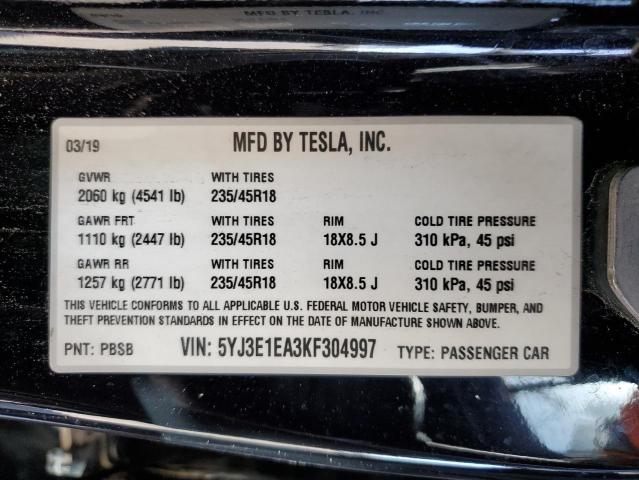 MFD BY TESLA, INC.
03/19 MFD BY TESLA, INC.
GVWR WITH TIRES
2060 kg (4541 lb) 235/45R18
GAWR FRT WITH TIRES RIM COLD TIRE PRESSURE
1110 kg (2447 lb) 235/45R18 18X8.5 J 310 kPa, 45 psi
GAWR RR WITH TIRES RIM COLD TIRE PRESSURE
1257 kg (2771 lb) 235/45R18 18X8.5 J 310 kPa, 45 psi
THIS VEHICLE CONFORMS TO ALL APPLICABLE U.S. FEDERAL MOTOR VEHICLE SAFETY, BUMPER, AND
THEFT PREVENTION STANDARDS IN EFFECT ON THE DATE OF MANUFACTURE SHOWN ABOVE.
PNT: PBSB VIN: 5YJ3E1EA3KF304997 TYPE: PASSENGER CAR